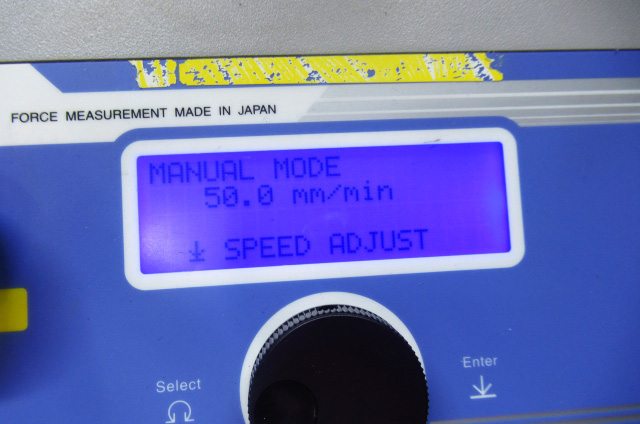 FORCE MEASUREMENT MADE IN JAPAN
MANUAL MODE
50.0 mm/min
SPEED ADJUST
Select
Enter